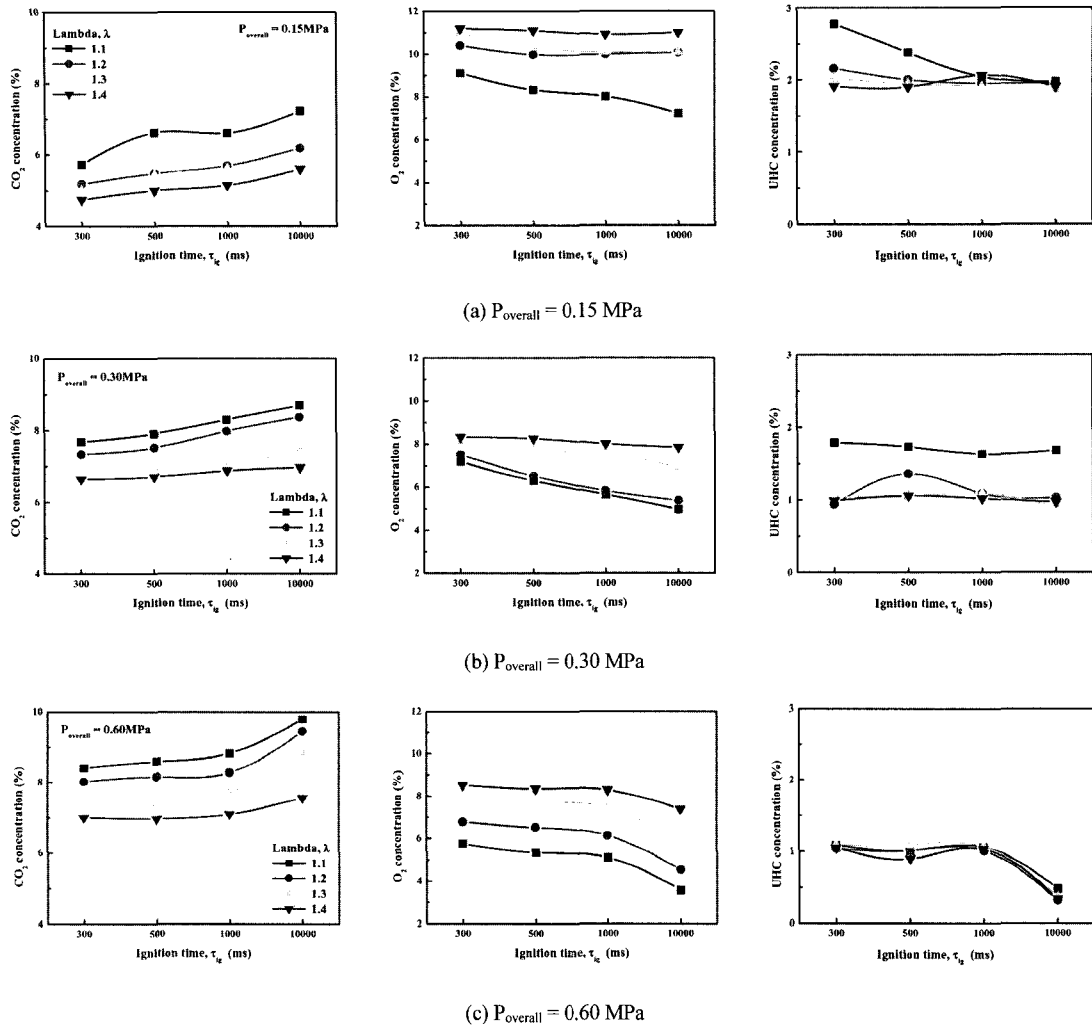 Lambda, λ
1.1
1.2
1.3
1.4
P overall = 0.15MPa
CO2 concentration (%)
10
8
6
4
300 500 1000 10000
Ignition time, τig (ms)
O2 concentration (%)
12
10
8
6
4
2
300 500 1000 10000
Ignition time, τig (ms)
UHC concentration (%)
3
2
1
0
300 500 1000 10000
Ignition time, τig (ms)
(a) Poverall = 0.15 MPa
P overall = 0.30MPa
Lambda, λ
1.1
1.2
1.3
1.4
CO2 concentration (%)
10
8
6
4
300 500 1000 10000
Ignition time, τig (ms)
O2 concentration (%)
12
10
8
6
4
2
300 500 1000 10000
Ignition time, τig (ms)
UHC concentration (%)
3
2
1
0
300 500 1000 10000
Ignition time, τig (ms)
(b) Poverall = 0.30 MPa
P overall = 0.60MPa
Lambda, λ
1.1
1.2
1.3
1.4
CO2 concentration (%)
10
8
6
4
300 500 1000 10000
Ignition time, τig (ms)
O2 concentration (%)
12
10
8
6
4
2
300 500 1000 10000
Ignition time, τig (ms)
UHC concentration (%)
3
2
1
0
300 500 1000 10000
Ignition time, τig (ms)
(c) Poverall = 0.60 MPa